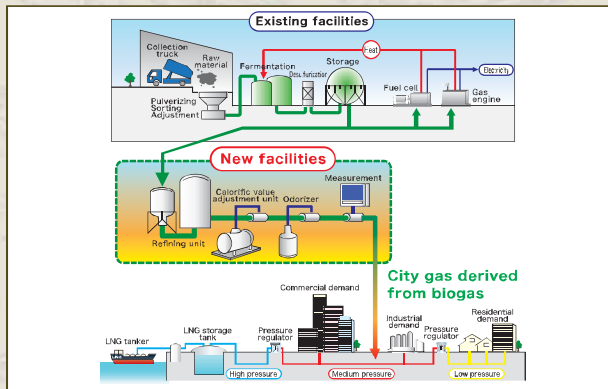 Existing facilities
Collection
truck
Raw
material
Pulverizing
Sorting
Adjustment
Fermentation
Desulfurization
Storage
Heat
Electricity
Fuel cell
Gas
engine
New facilities
Measurement
Calorific value
adjustment unit
Odorizer
Refining unit
City gas derived
from biogas
Commercial demand
Industrial
demand
Residential
demand
LNG tanker
LNG storage
tank
Pressure
regulator
Pressure
regulator
High pressure
Medium pressure
Low pressure